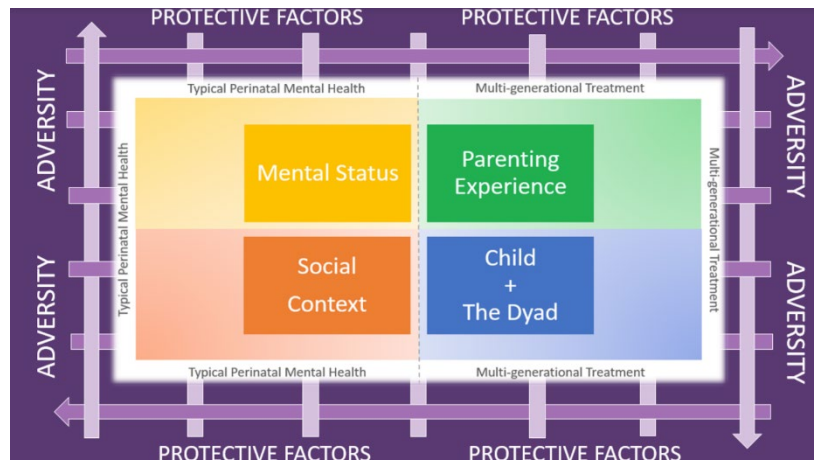 PROTECTIVE FACTORS
PROTECTIVE FACTORS
ADVERSITY
ADVERSITY
Typical Perinatal Mental Health
Multi-generational Treatment
Typical Perinatal Mental Health
Mental Status
Parenting
Experience
Multi-generational Treatment
Social
Context
Child
+
The Dyad
ADVERSITY
ADVERSITY
Typical Perinatal Mental Health
Multi-generational Treatment
PROTECTIVE FACTORS
PROTECTIVE FACTORS